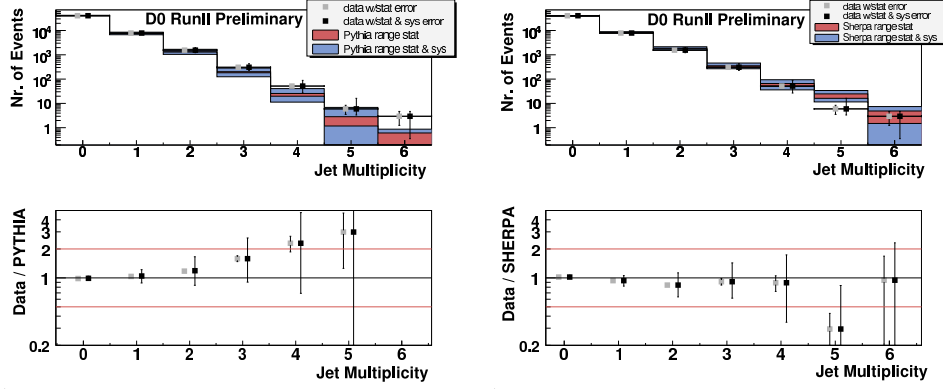 D0 RunII Preliminary
data w/stat error
data w/stat & sys error
Pythia range stat
Pythia range stat & sys
Nr. of Events
10⁴
10³
10²
10
1
0 1 2 3 4 5 6
Jet Multiplicity
D0 RunII Preliminary
data w/stat error
data w/stat & sys error
Sherpa range stat
Sherpa range stat & sys
Nr. of Events
10⁴
10³
10²
10
1
0 1 2 3 4 5 6
Jet Multiplicity
Data / PYTHIA
4
3
2
1
0.2
0 1 2 3 4 5 6
Jet Multiplicity
Data / SHERPA
4
3
2
1
0.2
0 1 2 3 4 5 6
Jet Multiplicity